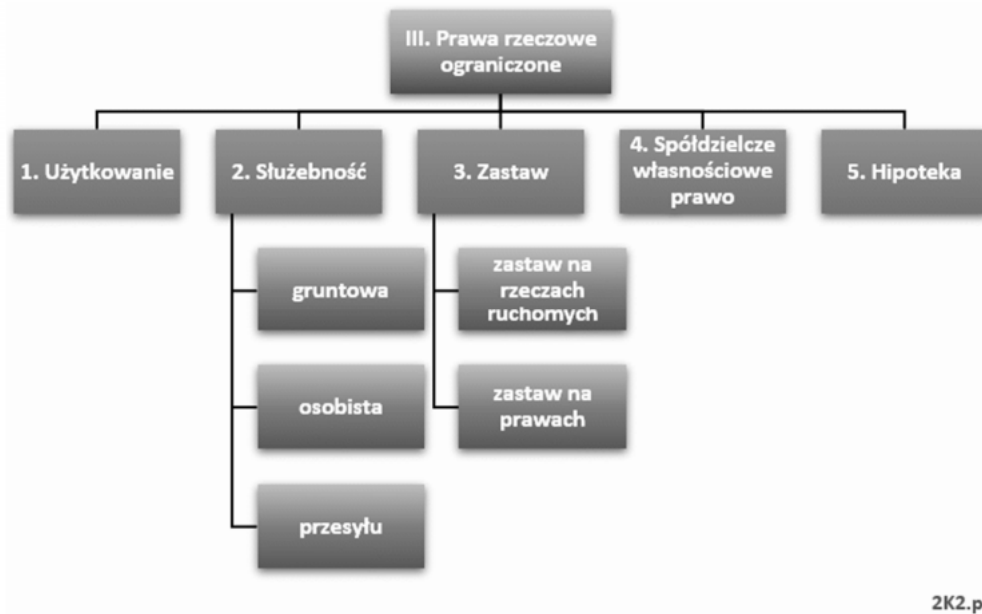 III. Prawa rzeczowe
ograniczone
1. Użytkowanie
2. Służebność
3. Zastaw
4. Spółdzielcze
własnościowe
prawo
5. Hipoteka
gruntowa
osobista
przesyłu
zastaw na
rzeczach
ruchomych
zastaw na
prawach
2K2.p